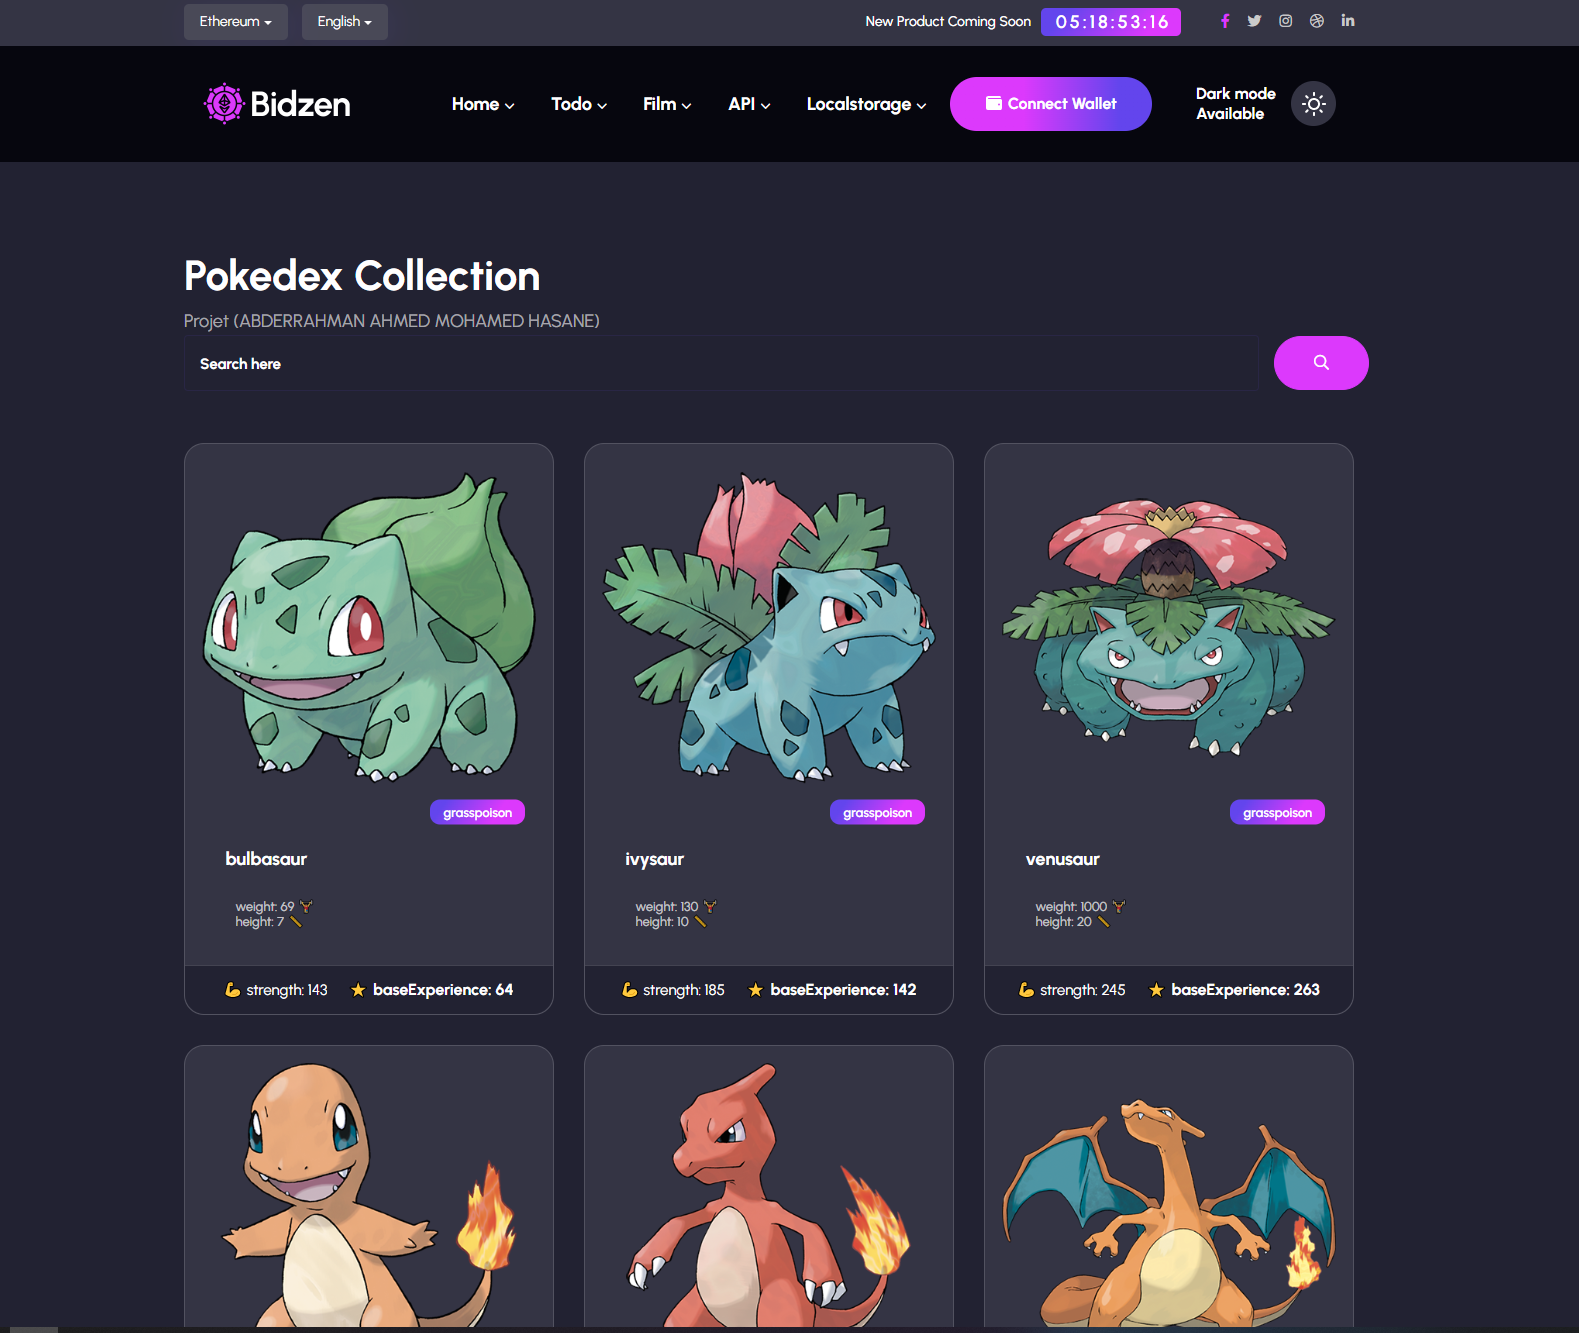 Ethereum English New Product Coming Soon 05:18:53:16
Bidzen Home Todo Film API Localstorage Connect Wallet Dark mode
Available
Pokedex Collection
Projet (ABDERRAHMAN AHMED MOHAMED HASANE)
Search here
grasspoison grasspoison grasspoison
bulbasaur ivysaur venusaur
weight: 69 weight: 130 weight: 1000
height: 7 height: 10 height: 20
strength: 143 baseExperience: 64 strength: 185 baseExperience: 142 strength: 245 baseExperience: 263